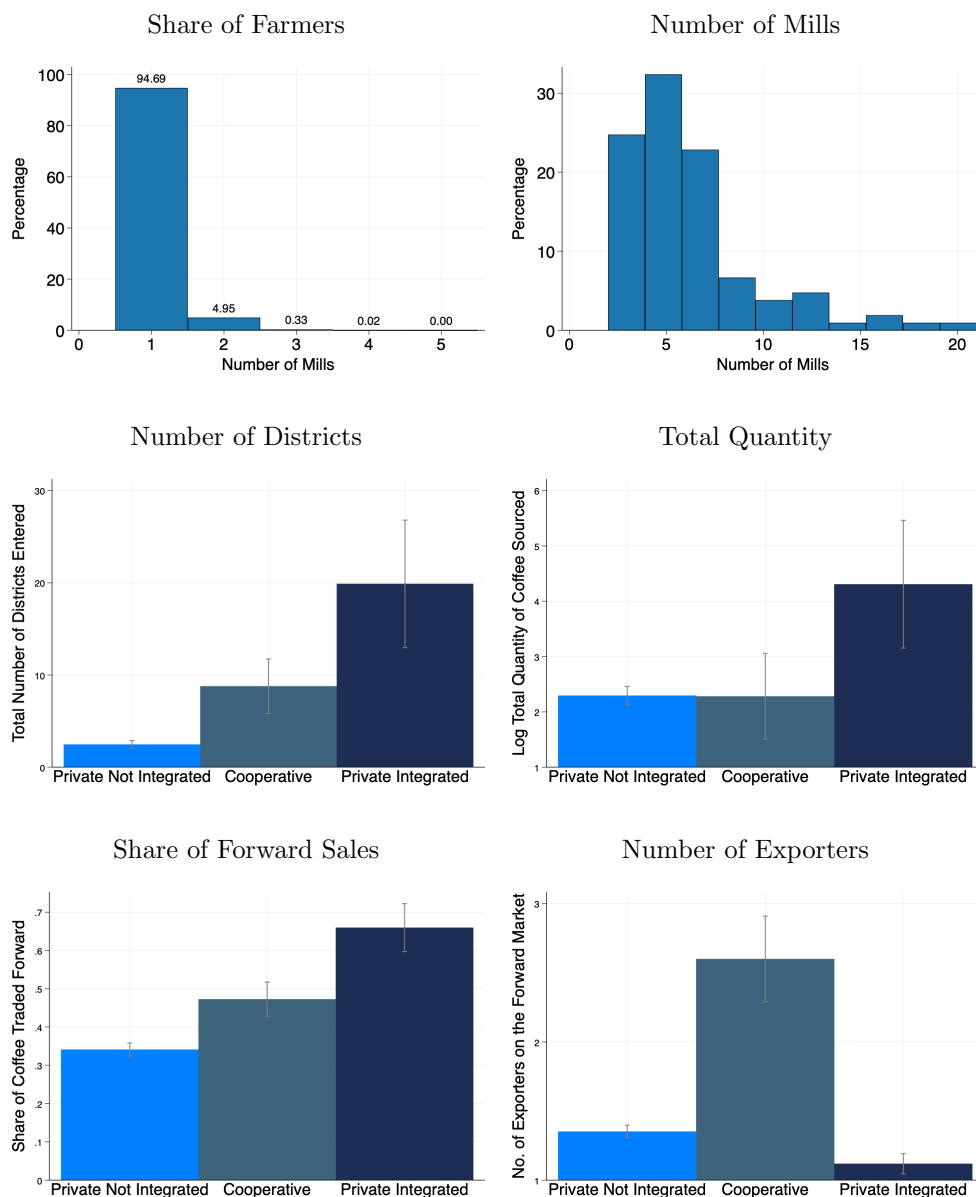 Share of Farmers
Percentage
100
80
60
40
20
0
94.69
4.95
0.33
0.02
0.00
0 1 2 3 4 5
Number of Mills
Number of Mills
Percentage
30
20
10
0
0 5 10 15 20
Number of Mills
Number of Districts
Total Number of Districts Entered
30
20
10
0
Private Not Integrated Cooperative Private Integrated
Total Quantity
Log Total Quantity of Coffee Sourced
6
5
4
3
2
1
Private Not Integrated Cooperative Private Integrated
Share of Forward Sales
Share of Coffee Traded Forward
.7
.6
.5
.4
.3
.2
.1
0
Private Not Integrated Cooperative Private Integrated
Number of Exporters
No. of Exporters on the Forward Market
3
2
1
Private Not Integrated Cooperative Private Integrated